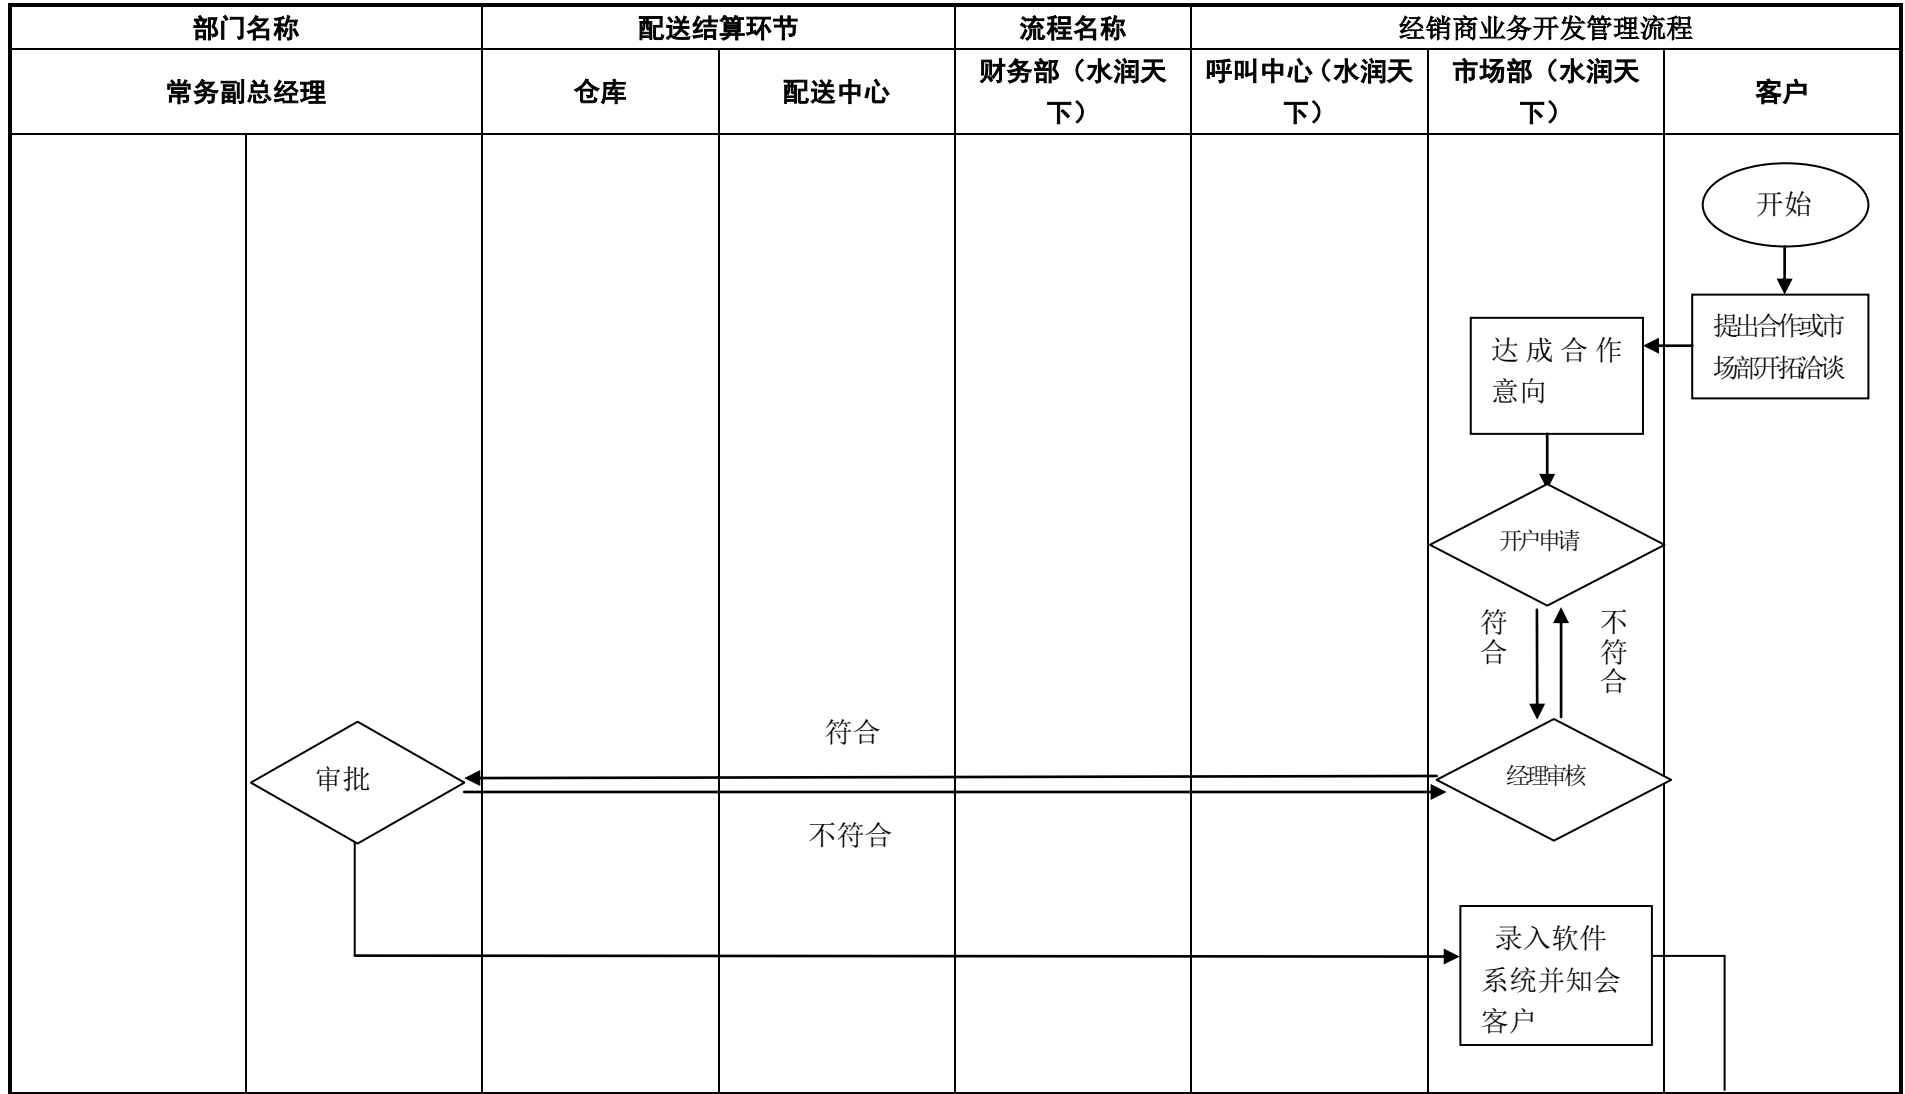 部门名称
配送结算环节
流程名称
经销商业务开发管理流程
常务副总经理
仓库
配送中心
财务部（水润天
下）
呼叫中心（水润天
下）
市场部（水润天
下）
客户
开始
提出合作或市
场部开拓洽谈
达成合作
意向
开户申请
符
合
不
符
合
符合
审批
经理审核
不符合
录入软件
系统并知会
客户